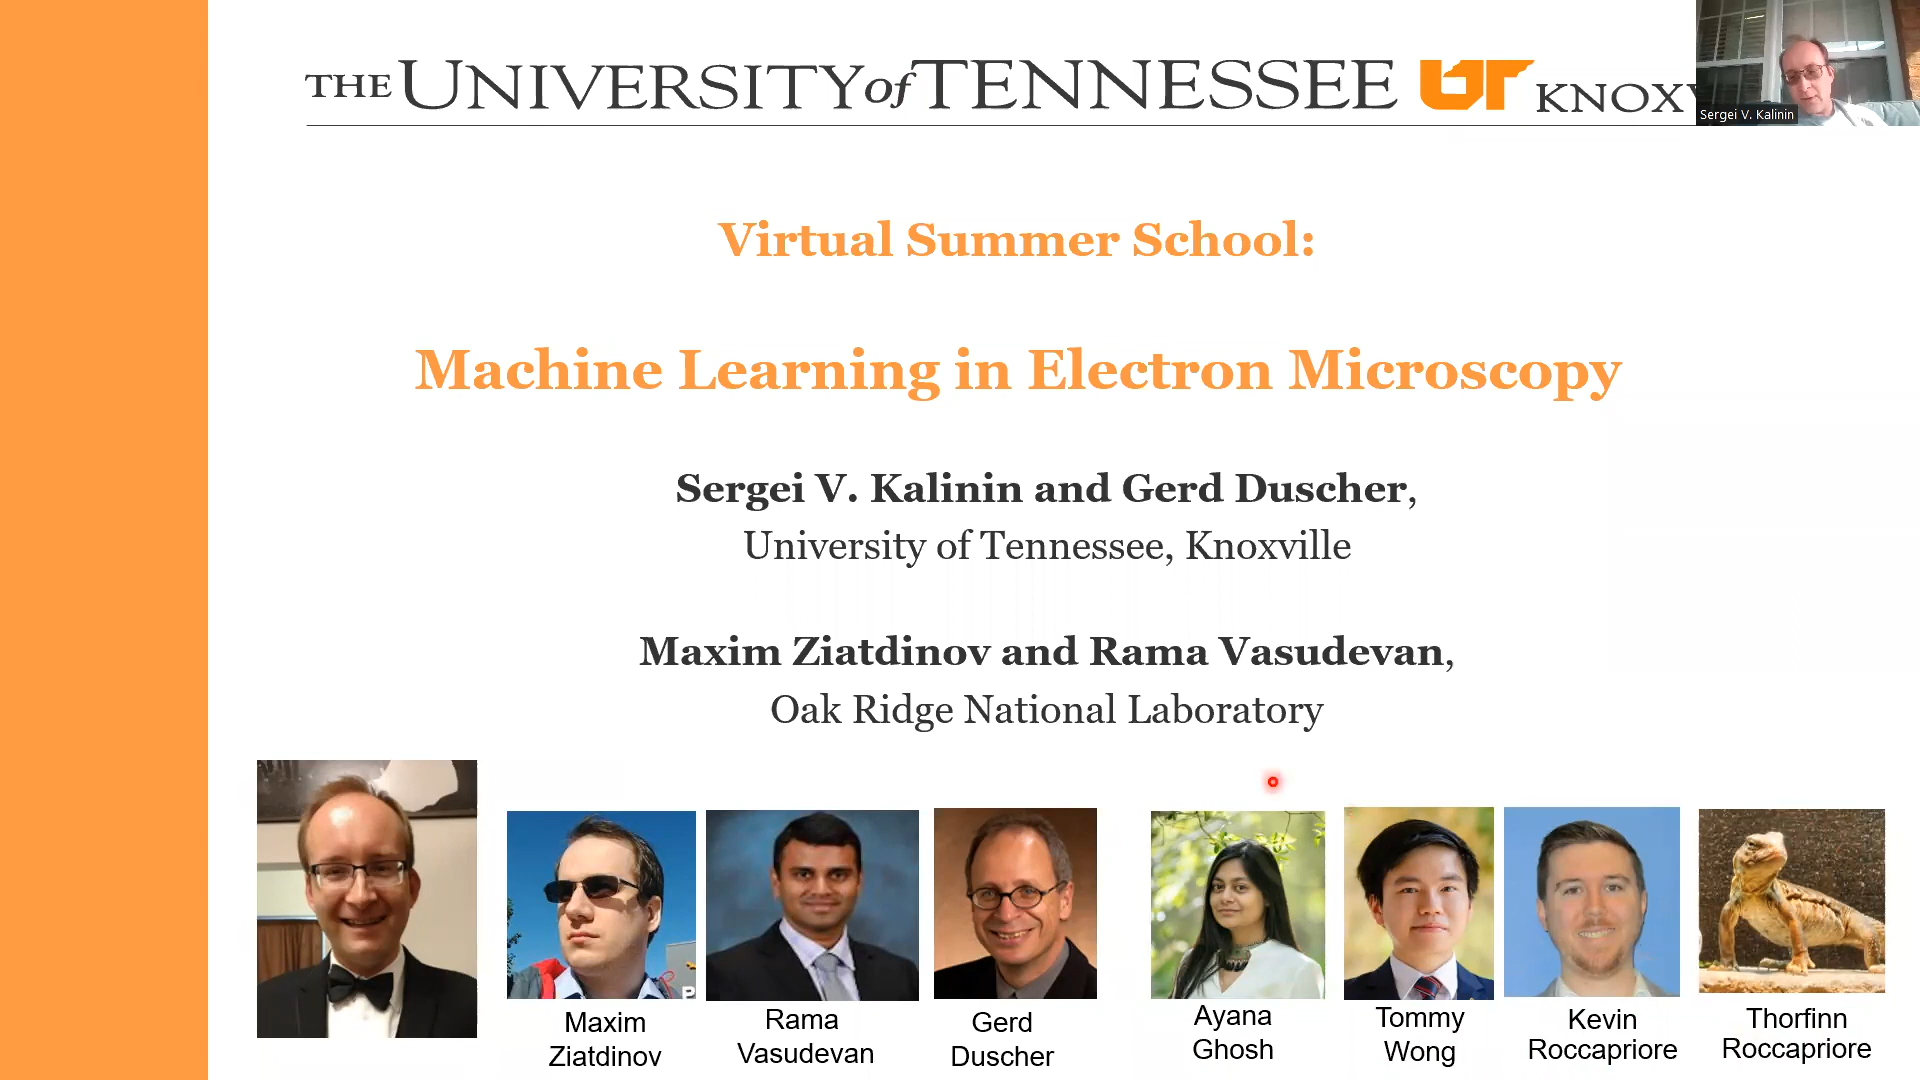 THE UNIVERSITY of TENNESSEE UT KNOXV
Sergei V. Kalinin
Virtual Summer School:
Machine Learning in Electron Microscopy
Sergei V. Kalinin and Gerd Duscher,
University of Tennessee, Knoxville
Maxim Ziatdinov and Rama Vasudevan,
Oak Ridge National Laboratory
Maxim
Ziatdinov
Rama
Vasudevan
Gerd
Duscher
Ayana
Ghosh
Tommy
Wong
Kevin
Roccapriore
Thorfinn
Roccapriore